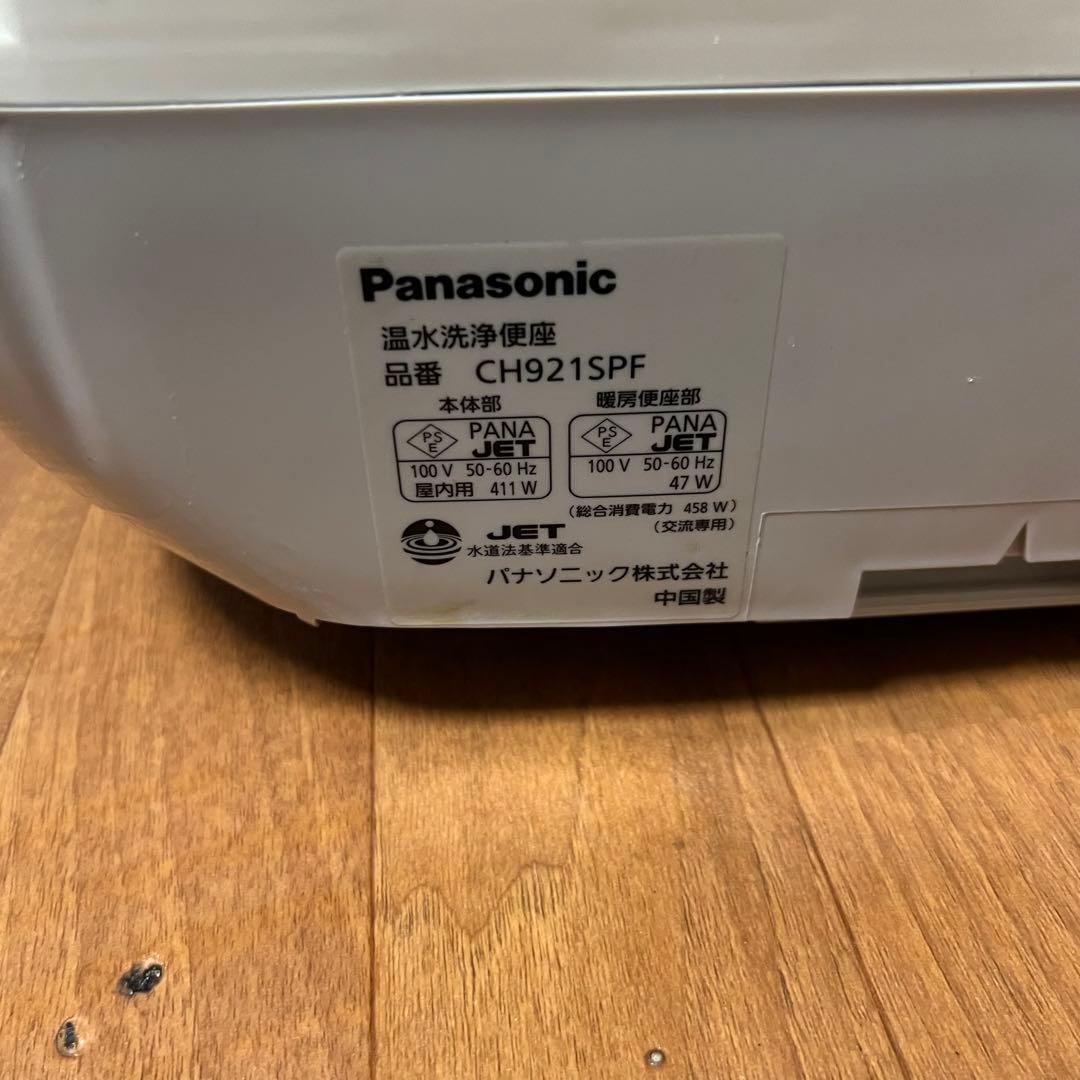 Panasonic
温水洗浄便座
品番 CH921SPF
本体部
PS E PANA JET
100 V 50-60 Hz
屋内用 411 W
暖房便座部
PS E PANA JET
100 V 50-60 Hz
47 W
(総合消費電力 458 W)
(交流専用)
JET
水道法基準適合
パナソニック株式会社
中国製